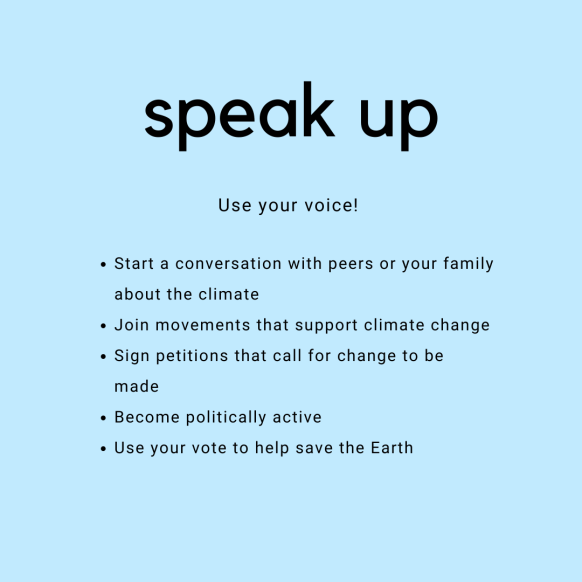 speak up
Use your voice!
• Start a conversation with peers or your family
about the climate
• Join movements that support climate change
• Sign petitions that call for change to be
made
• Become politically active
• Use your vote to help save the Earth